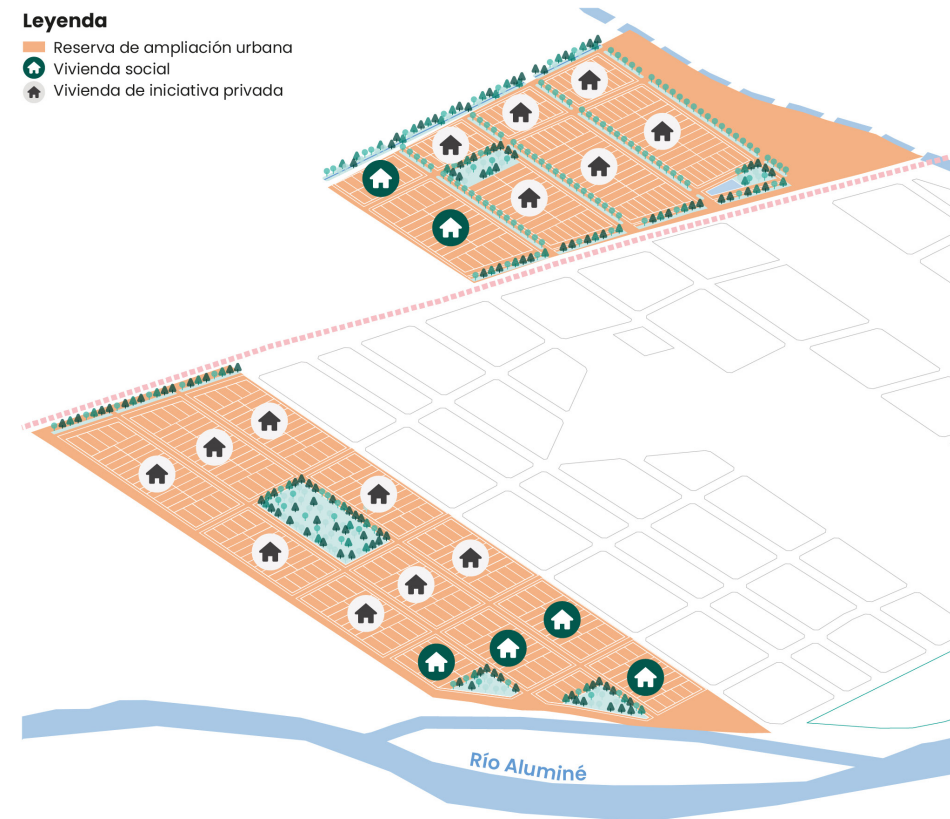 Leyenda
Reserva de ampliación urbana
Vivienda social
Vivienda de iniciativa privada
Río Aluminé